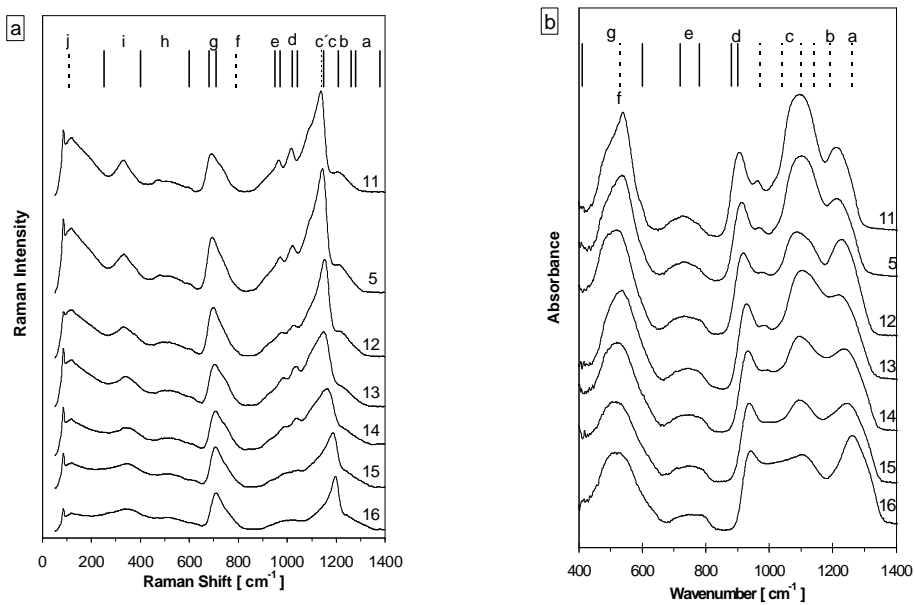 a
j i h g f e d c´c b a
11
5
12
13
14
15
16
Raman Intensity
0 200 400 600 800 1000 1200 1400
Raman Shift [ cm-1 ]
b
g e d c b a
f
11
5
12
13
14
15
16
Absorbance
400 600 800 1000 1200 1400
Wavenumber [ cm-1 ]